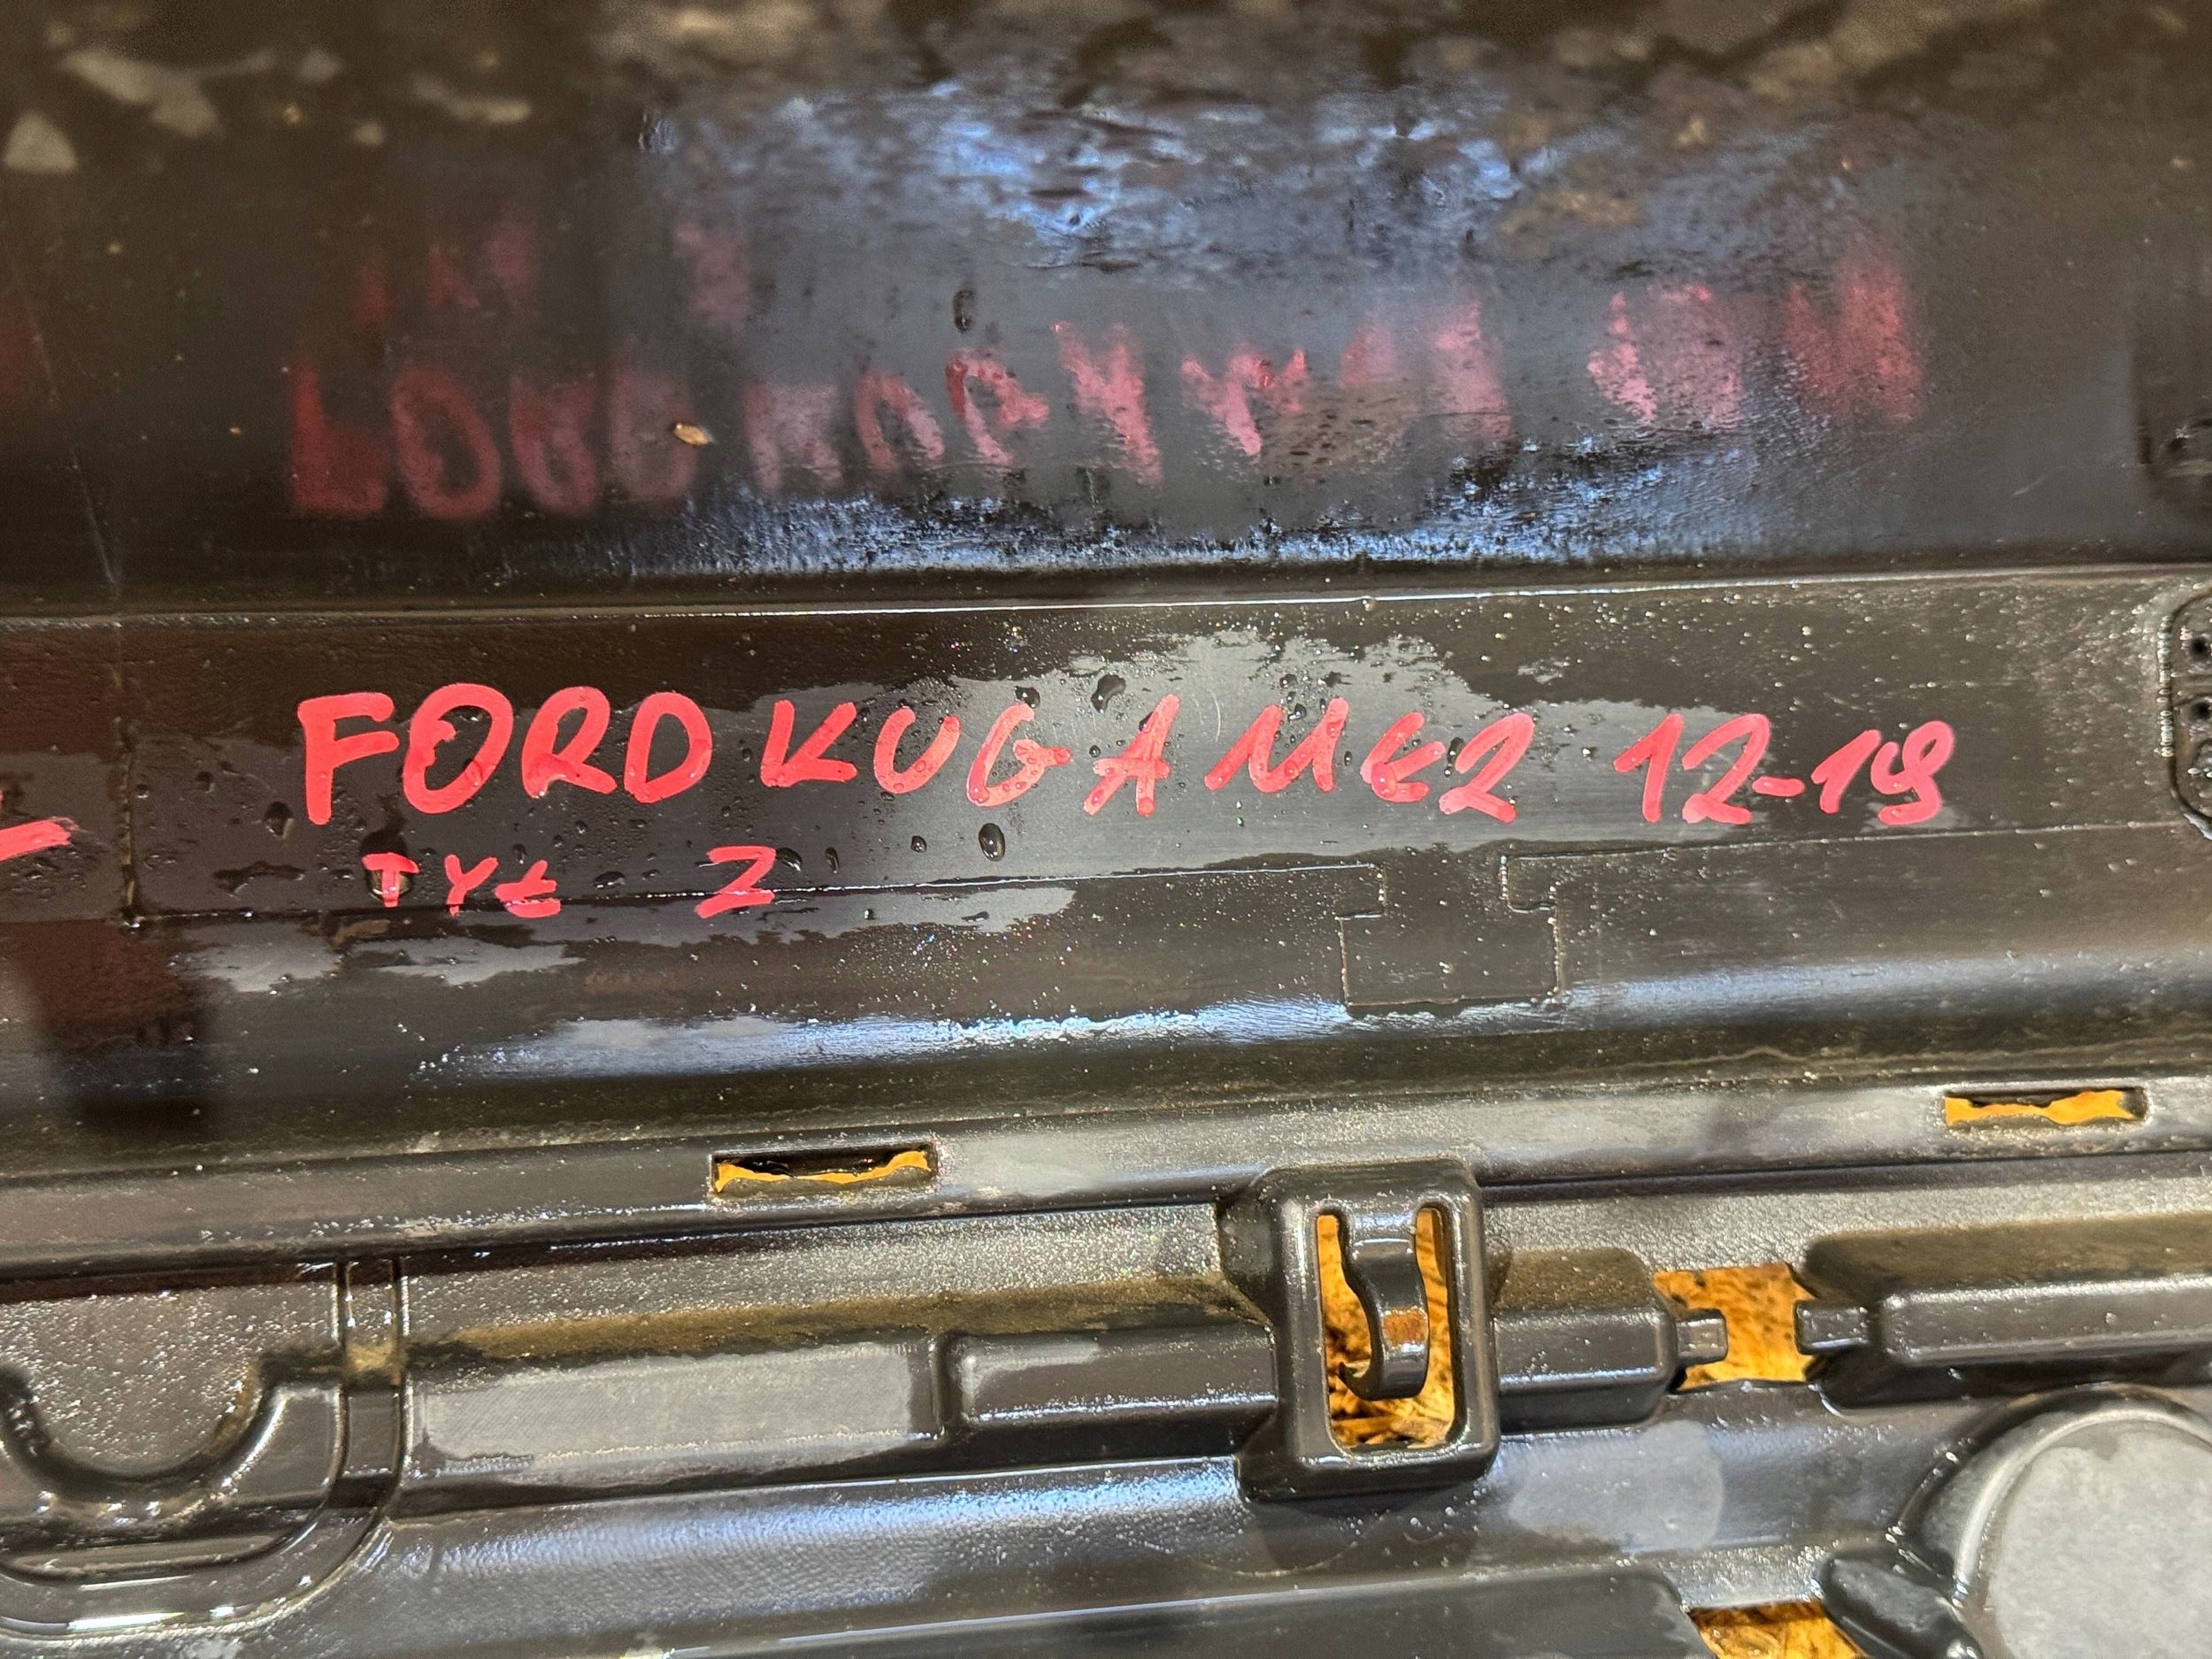 FORD KUGA MK2 12-19
TYŁ Z